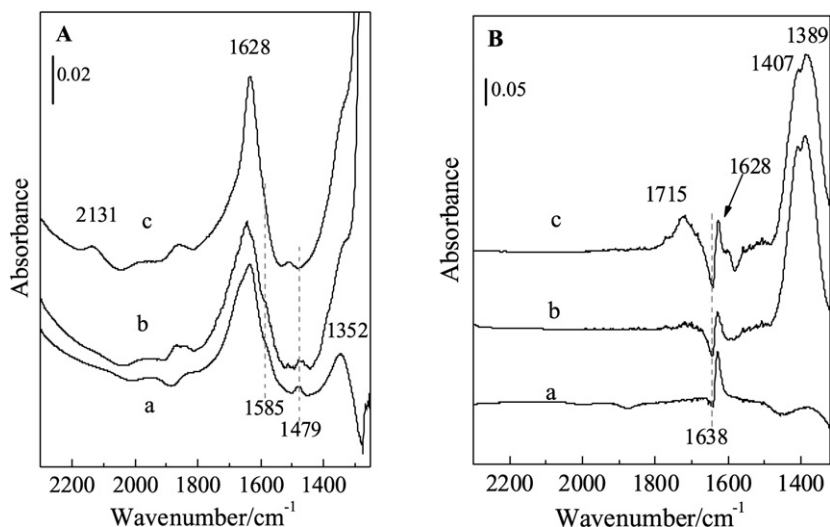 A
0.02
1628
2131
c
b
a
1352
1585
1479
Absorbance
2200 2000 1800 1600 1400
Wavenumber/cm-1
B
0.05
1389
1407
1628
1715
c
b
a
1638
Absorbance
2200 2000 1800 1600 1400
Wavenumber/cm-1